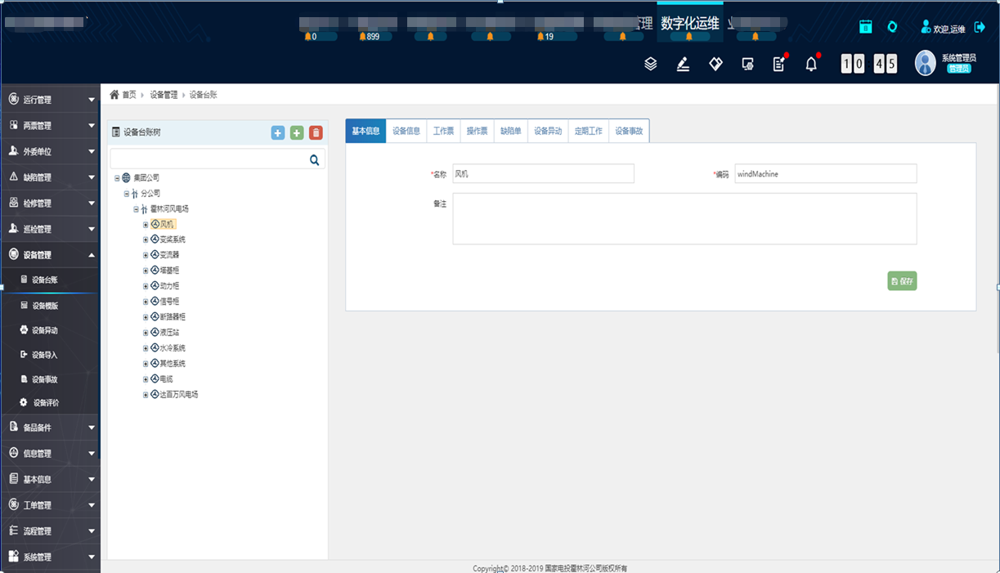 管理 数字化运维 业
0 899 19
8 欢迎,运维
10 45 系统管理员
管理员
首页 设备管理 设备台账
运行管理
两票管理
外委单位
缺陷管理
检修管理
巡检管理
设备管理
设备台账
设备模版
设备异动
设备导入
设备事故
设备评价
备品备件
信息管理
基本信息
工单管理
流程管理
系统管理
设备台账树
集团公司
分公司
霍林河风电场
风机
变桨系统
变流器
塔基柜
动力柜
信号柜
断路器柜
液压站
水冷系统
其他系统
电缆
达百万风电场
基本信息 设备信息 工作票 操作票 缺陷单 设备异动 定期工作 设备事故
*名称 风机 *编码 windMachine
备注
保存
Copyright© 2018-2019 国家电投霍林河公司版权所有